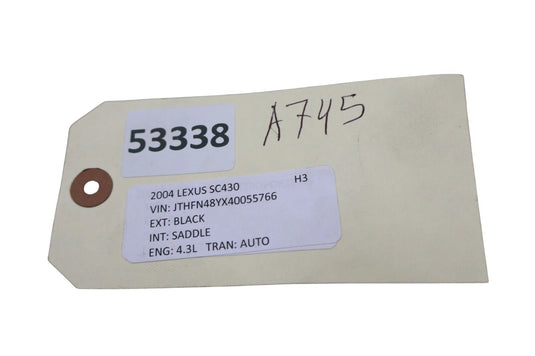 53338
A745
2004 LEXUS SC430 H3
VIN: JTHFN48YX40055766
EXT: BLACK
INT: SADDLE
ENG: 4.3L TRAN: AUTO